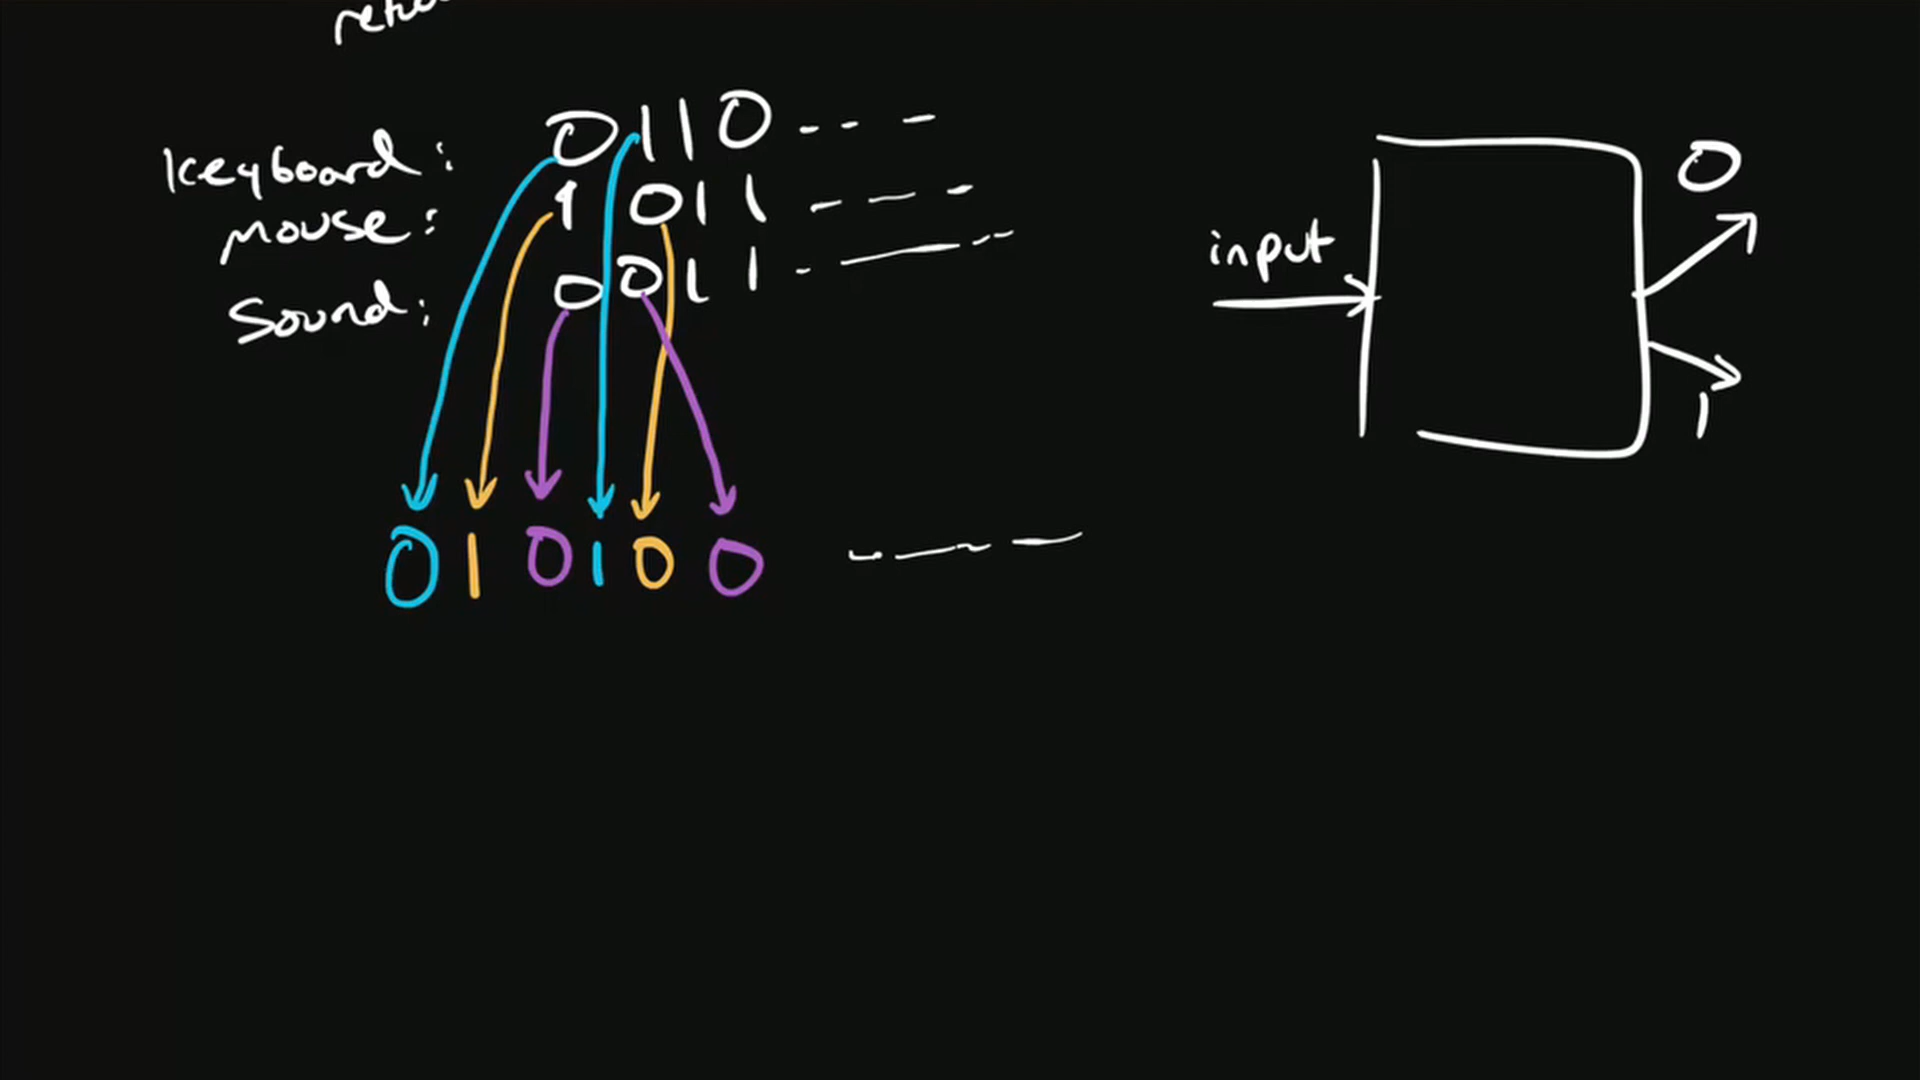 keyboard: 0110---
mouse: 1011---
Sound: 0011---
010100---
input
0
1